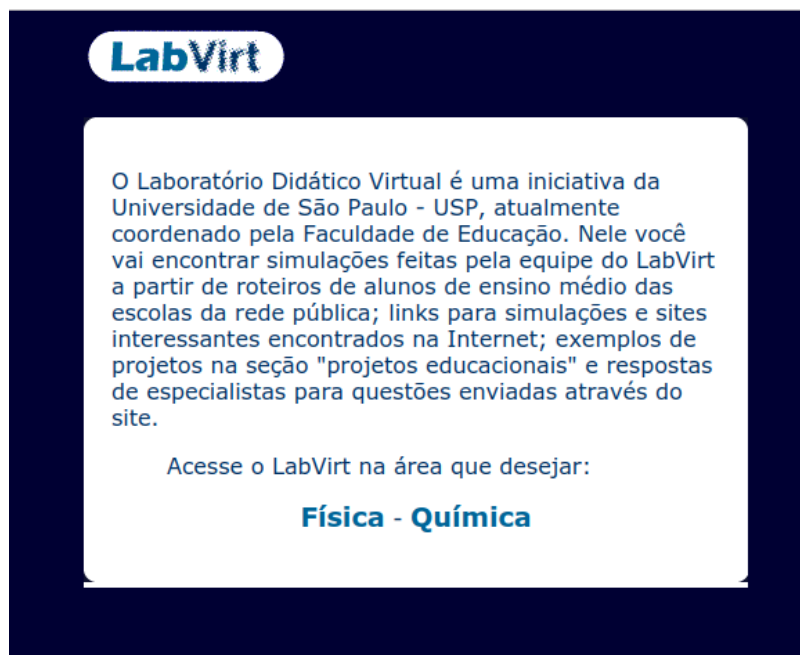 LabVirt
O Laboratório Didático Virtual é uma iniciativa da
Universidade de São Paulo - USP, atualmente
coordenado pela Faculdade de Educação. Nele você
vai encontrar simulações feitas pela equipe do LabVirt
a partir de roteiros de alunos de ensino médio das
escolas da rede pública; links para simulações e sites
interessantes encontrados na Internet; exemplos de
projetos na seção "projetos educacionais" e respostas
de especialistas para questões enviadas através do
site.
Acesse o LabVirt na área que desejar:
Física - Química